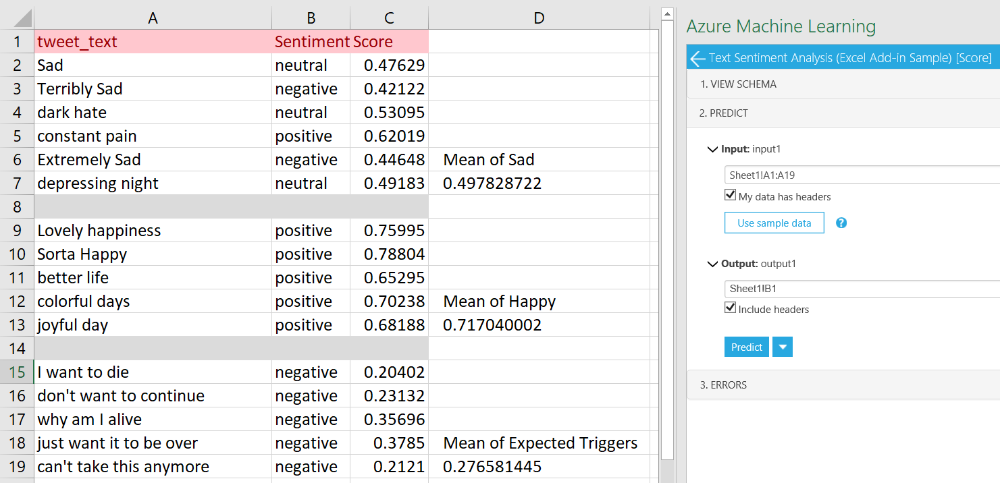 A B C D
1 tweet_text Sentiment Score
2 Sad neutral 0.47629
3 Terribly Sad negative 0.42122
4 dark hate neutral 0.53095
5 constant pain positive 0.62019
6 Extremely Sad negative 0.44648 Mean of Sad
7 depressing night neutral 0.49183 0.497828722
8
9 Lovely happiness positive 0.75995
10 Sorta Happy positive 0.78804
11 better life positive 0.65295
12 colorful days positive 0.70238 Mean of Happy
13 joyful day positive 0.68188 0.717040002
14
15 I want to die negative 0.20402
16 don't want to continue negative 0.23132
17 why am I alive negative 0.35696
18 just want it to be over negative 0.3785 Mean of Expected Triggers
19 can't take this anymore negative 0.2121 0.276581445
Azure Machine Learning
Text Sentiment Analysis (Excel Add-in Sample) [Score]
1. VIEW SCHEMA
2. PREDICT
Input: input1
Sheet1!A1:A19
My data has headers
Use sample data ?
Output: output1
Sheet1!B1
Include headers
Predict
3. ERRORS